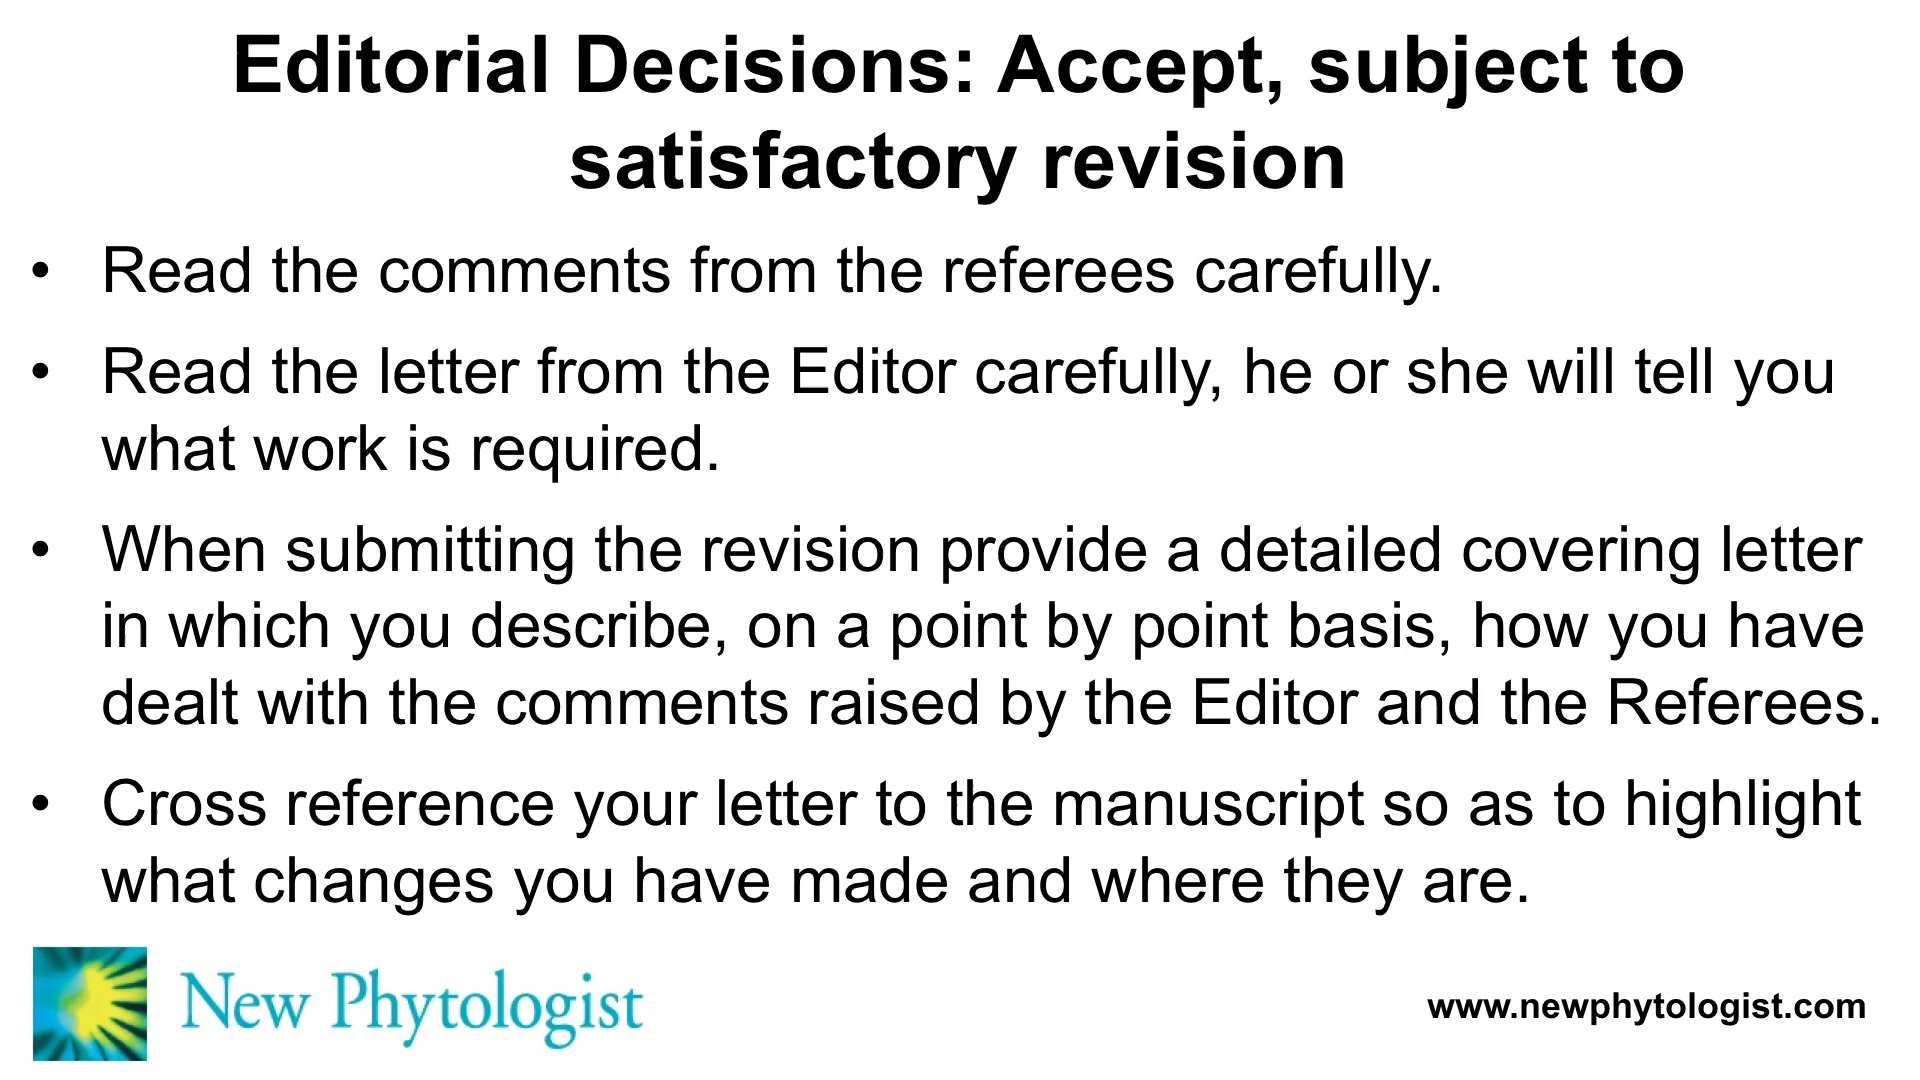 Editorial Decisions: Accept, subject to
satisfactory revision
• Read the comments from the referees carefully.
• Read the letter from the Editor carefully, he or she will tell you
what work is required.
• When submitting the revision provide a detailed covering letter
in which you describe, on a point by point basis, how you have
dealt with the comments raised by the Editor and the Referees.
• Cross reference your letter to the manuscript so as to highlight
what changes you have made and where they are.
New Phytologist
www.newphytologist.com